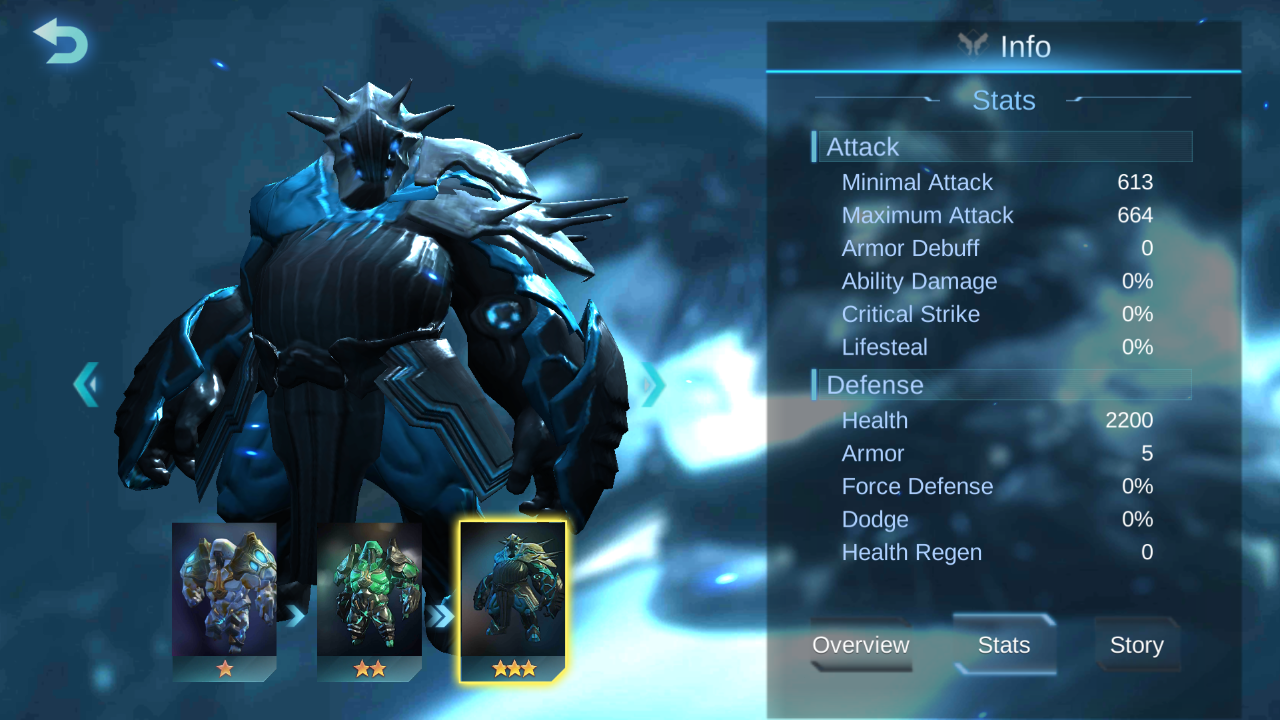 Info
Stats
Attack
Minimal Attack 613
Maximum Attack 664
Armor Debuff 0
Ability Damage 0%
Critical Strike 0%
Lifesteal 0%
Defense
Health 2200
Armor 5
Force Defense 0%
Dodge 0%
Health Regen 0
Overview Stats Story